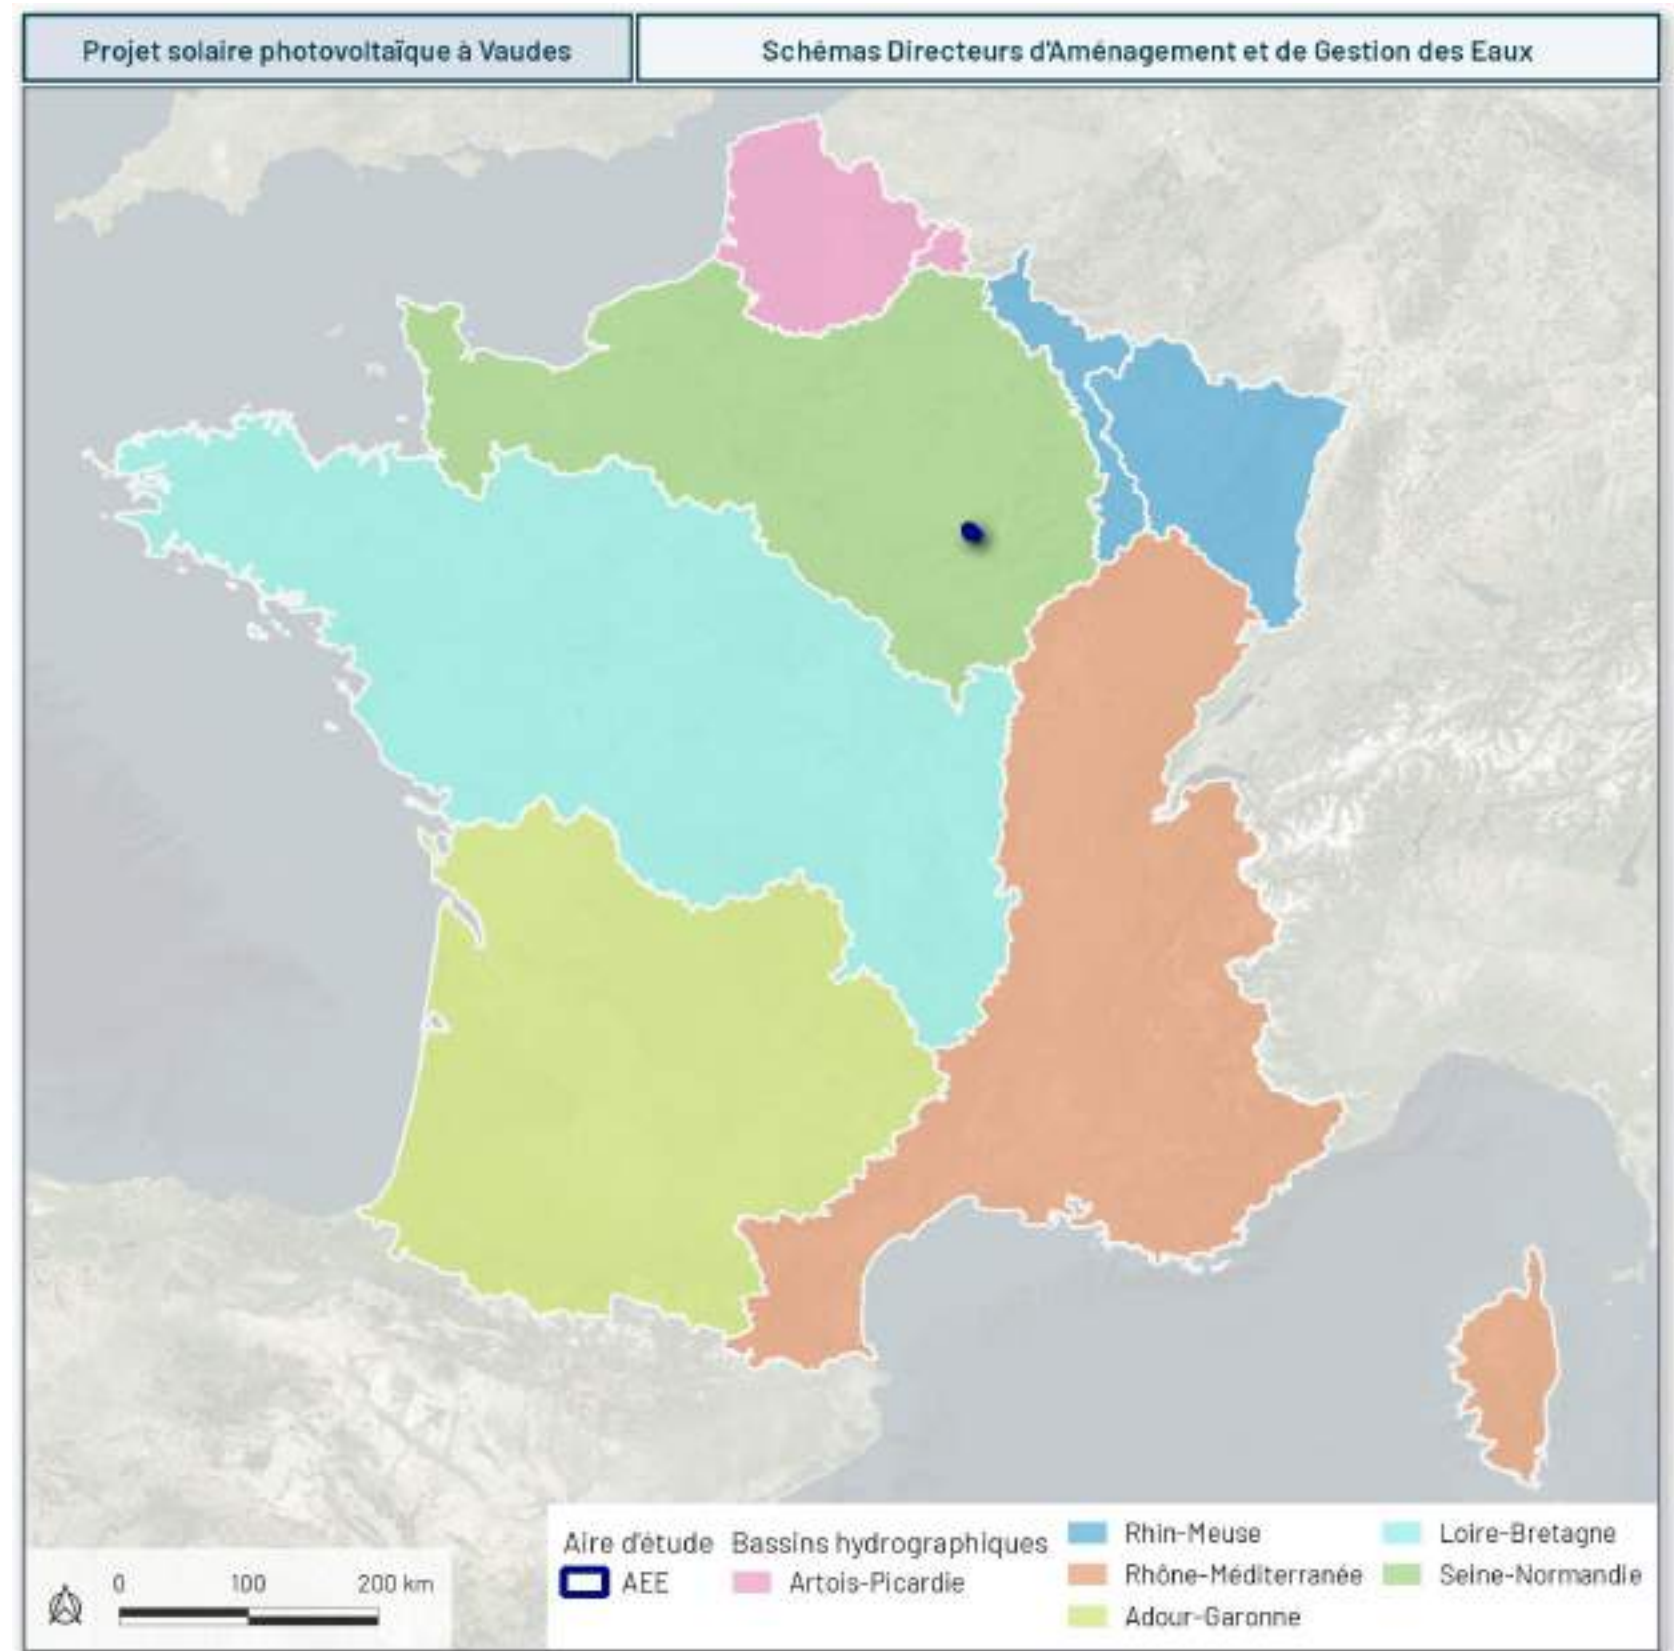 Projet solaire photovoltaïque à Vaudes
Schémas Directeurs d'Aménagement et de Gestion des Eaux
0 100 200 km
Aire d'étude
AEE
Bassins hydrographiques
Artois-Picardie
Rhin-Meuse
Rhône-Méditerranée
Adour-Garonne
Loire-Bretagne
Seine-Normandie